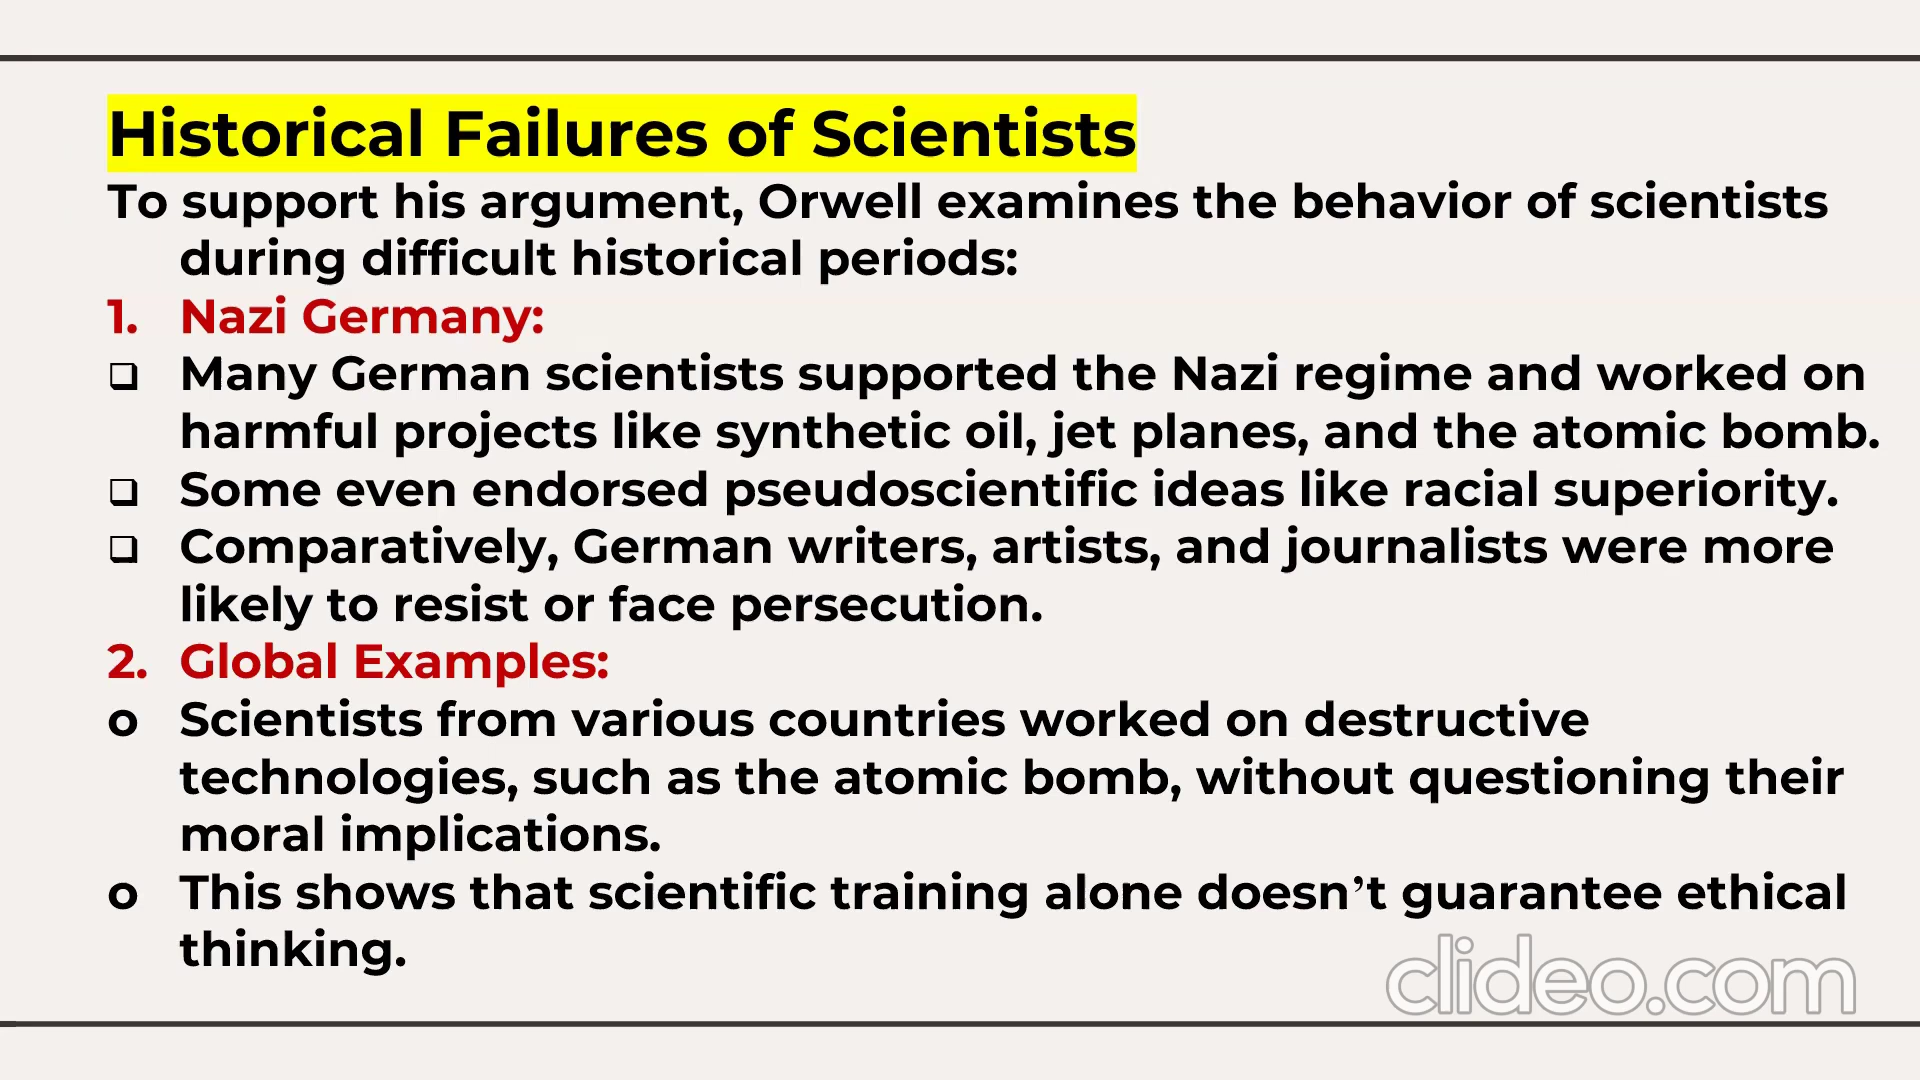 Historical Failures of Scientists
To support his argument, Orwell examines the behavior of scientists
during difficult historical periods:
1. Nazi Germany:
❑ Many German scientists supported the Nazi regime and worked on
harmful projects like synthetic oil, jet planes, and the atomic bomb.
❑ Some even endorsed pseudoscientific ideas like racial superiority.
❑ Comparatively, German writers, artists, and journalists were more
likely to resist or face persecution.
2. Global Examples:
o Scientists from various countries worked on destructive
technologies, such as the atomic bomb, without questioning their
moral implications.
o This shows that scientific training alone doesn’t guarantee ethical
thinking.
clideo.com